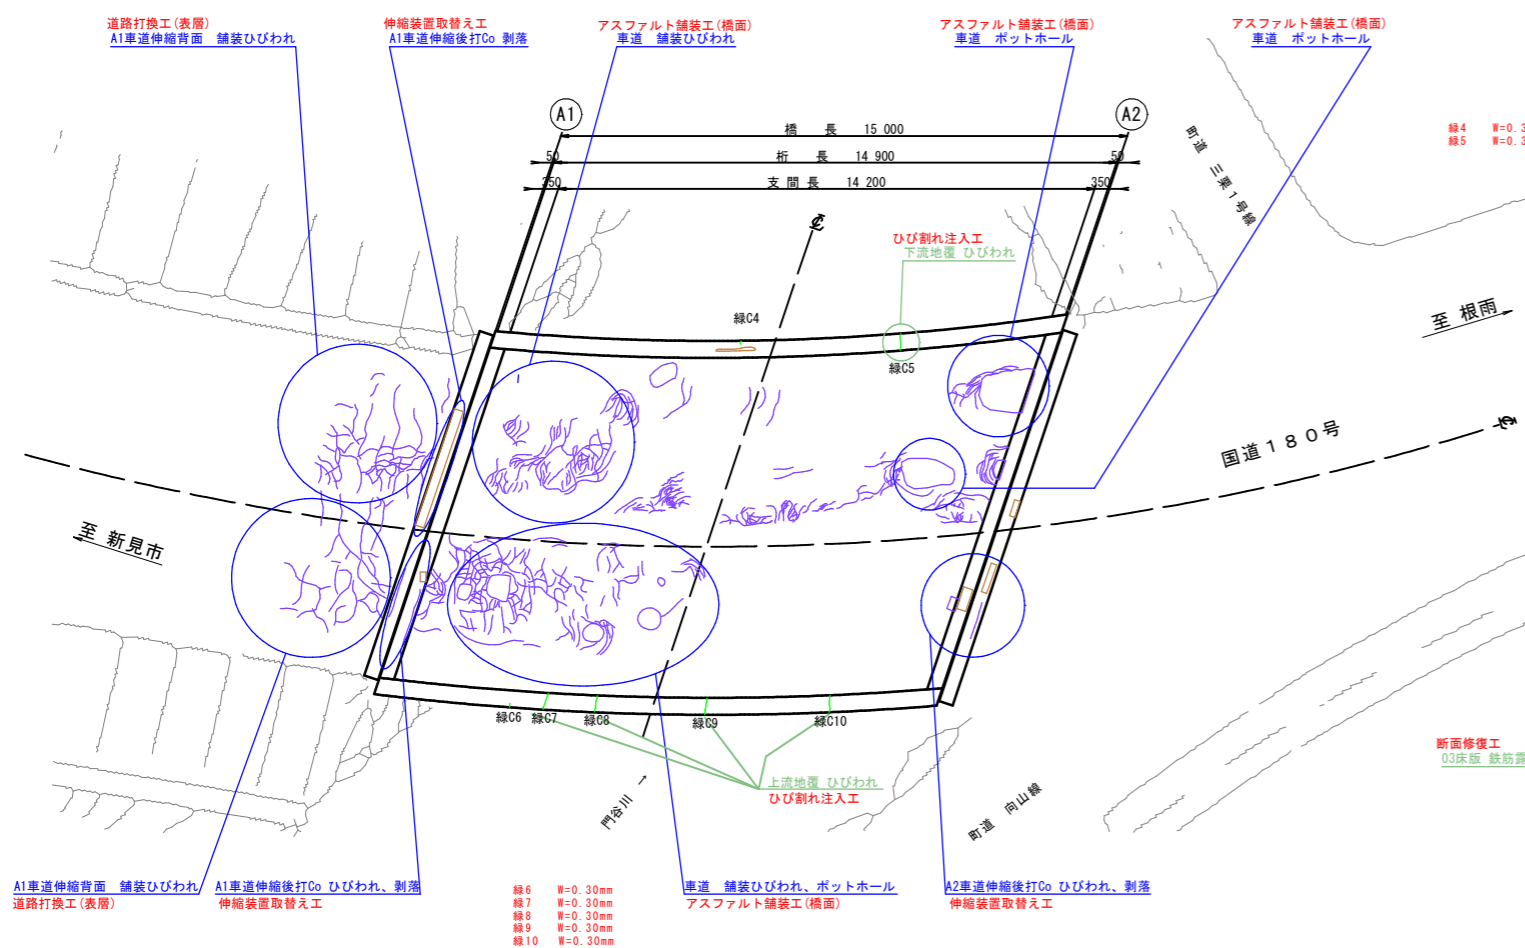 道路打換工(表層)
A1車道伸縮背面　舗装ひびわれ
伸縮装置取替え工
A1車道伸縮後打Co 剥落
アスファルト舗装工(橋面)
車道　舗装ひびわれ
アスファルト舗装工(橋面)
車道　ポットホール
アスファルト舗装工(橋面)
車道　ポットホール
A1
A2
橋　長　15 000
50
桁　長　14 900
50
350
支 間 長　14 200
350
町道 三栗1号線
緑4　W=0.3
緑5　W=0.3
ひび割れ注入工
下流地覆 ひびわれ
緑C4
緑C5
至 根雨
国道１８０号
至 新見市
緑C6
緑C7
緑C8
緑C9
緑C10
上流地覆 ひびわれ
ひび割れ注入工
門谷川 →
町道 向山線
断面修復工
03床版 鉄筋露
A1車道伸縮背面　舗装ひびわれ
道路打換工(表層)
A1車道伸縮後打Co ひびわれ、剥落
伸縮装置取替え工
緑6　W=0.30mm
緑7　W=0.30mm
緑8　W=0.30mm
緑9　W=0.30mm
緑10　W=0.30mm
車道　舗装ひびわれ、ポットホール
アスファルト舗装工(橋面)
A2車道伸縮後打Co ひびわれ、剥落
伸縮装置取替え工